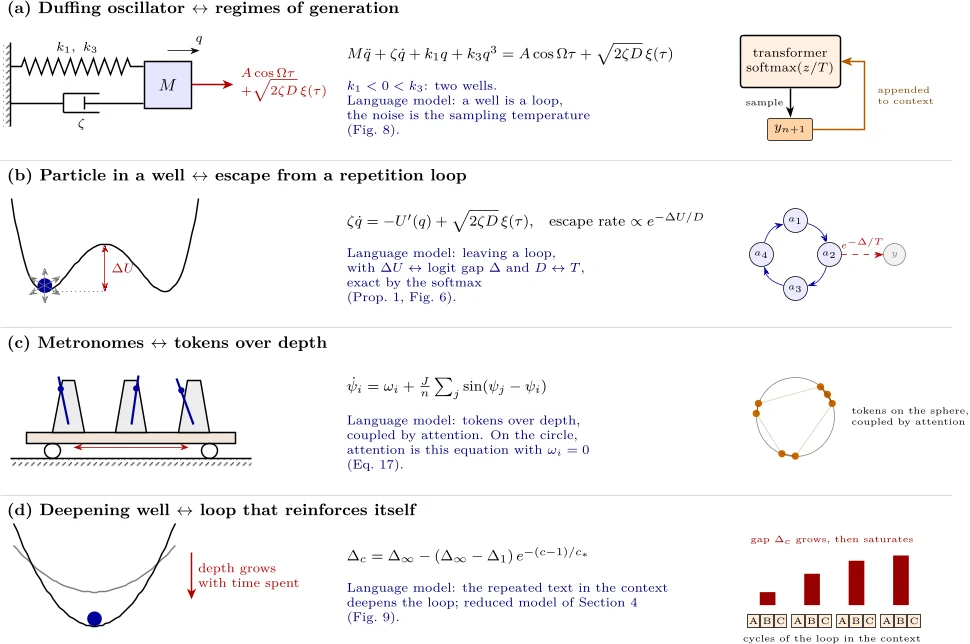 (a) Duffing oscillator ↔ regimes of generation
k₁, k₃
q
M
ζ
A cos Ωτ
+√2ζD ξ(τ)
Mq̈ + ζq̇ + k₁q + k₃q³ = A cos Ωτ + √2ζD ξ(τ)
k₁ < 0 < k₃: two wells.
Language model: a well is a loop,
the noise is the sampling temperature
(Fig. 8).
transformer
softmax(z/T)
sample
appended
to context
yₙ₊₁
(b) Particle in a well ↔ escape from a repetition loop
ΔU
ζq̇ = −U′(q) + √2ζD ξ(τ), escape rate ∝ e^{−ΔU/D}
Language model: leaving a loop,
with ΔU ↔ logit gap Δ and D ↔ T,
exact by the softmax
(Prop. 1, Fig. 6).
a₁
a₂
a₃
a₄
e^{−Δ/T}
y
(c) Metronomes ↔ tokens over depth
ψ̇ᵢ = ωᵢ + J/n ∑ⱼ sin(ψⱼ − ψᵢ)
Language model: tokens over depth,
coupled by attention. On the circle,
attention is this equation with ωᵢ = 0
(Eq. 17).
tokens on the sphere,
coupled by attention
(d) Deepening well ↔ loop that reinforces itself
depth grows
with time spent
Δ_c = Δ_∞ − (Δ_∞ − Δ₁) e^{−(c−1)/c_*}
Language model: the repeated text in the context
deepens the loop; reduced model of Section 4
(Fig. 9).
gap Δ_c grows, then saturates
A B C A B C A B C A B C
cycles of the loop in the context